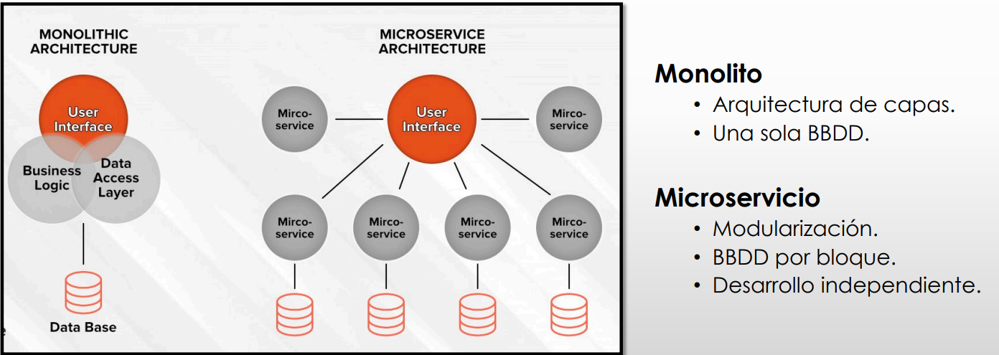 MONOLITHIC
ARCHITECTURE
User
Interface
Business
Logic
Data
Access
Layer
Data Base
MICROSERVICE
ARCHITECTURE
Mirco-
service
User
Interface
Mirco-
service
Mirco-
service
Mirco-
service
Mirco-
service
Mirco-
service
Monolito
• Arquitectura de capas.
• Una sola BBDD.
Microservicio
• Modularización.
• BBDD por bloque.
• Desarrollo independiente.